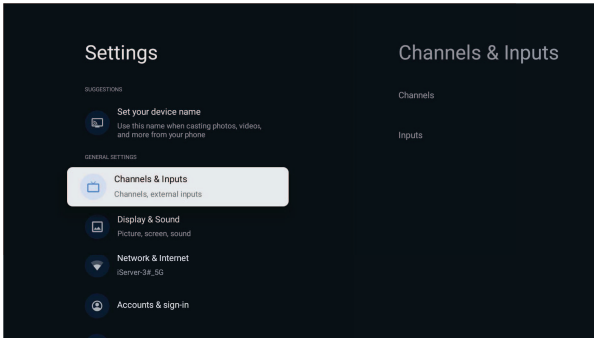 Settings
SUGGESTIONS
Set your device name
Use this name when casting photos, videos,
and more from your phone
GENERAL SETTINGS
Channels & Inputs
Channels, external inputs
Display & Sound
Picture, screen, sound
Network & Internet
iServer-3#_5G
Accounts & sign-in
Channels & Inputs
Channels
Inputs